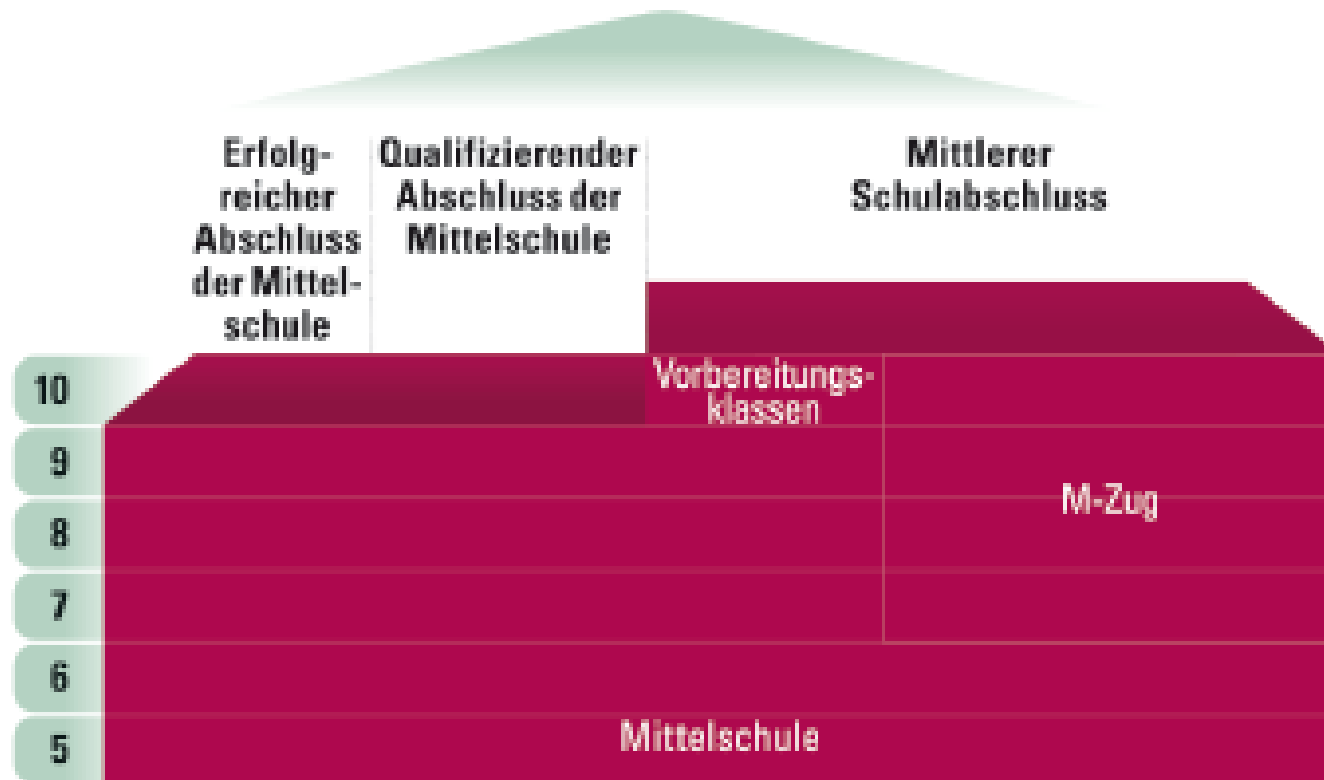 Erfolg-
reicher
Abschluss
der Mittel-
schule
Qualifizierender
Abschluss der
Mittelschule
Mittlerer
Schulabschluss
10
Vorbereitungs-
klassen
9
M-Zug
8
7
6
5
Mittelschule